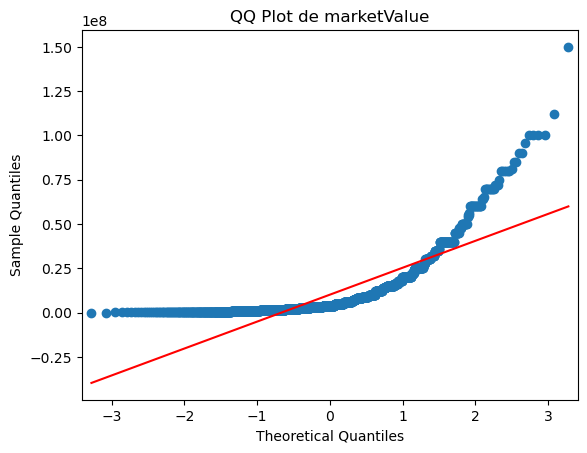 QQ Plot de marketValue
1e8
1.50
1.25
1.00
0.75
0.50
0.25
0.00
−0.25
Sample Quantiles
−3 −2 −1 0 1 2 3
Theoretical Quantiles